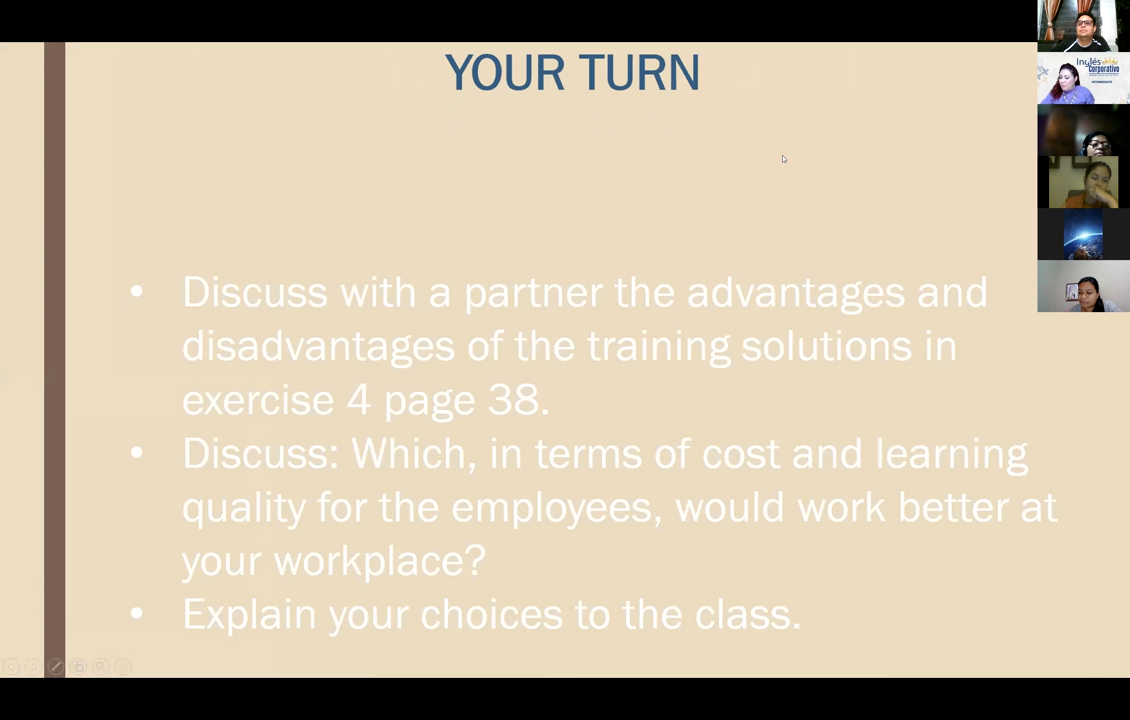 YOUR TURN
Inglés
Corporativo
• Discuss with a partner the advantages and
disadvantages of the training solutions in
exercise 4 page 38.
• Discuss: Which, in terms of cost and learning
quality for the employees, would work better at
your workplace?
• Explain your choices to the class.